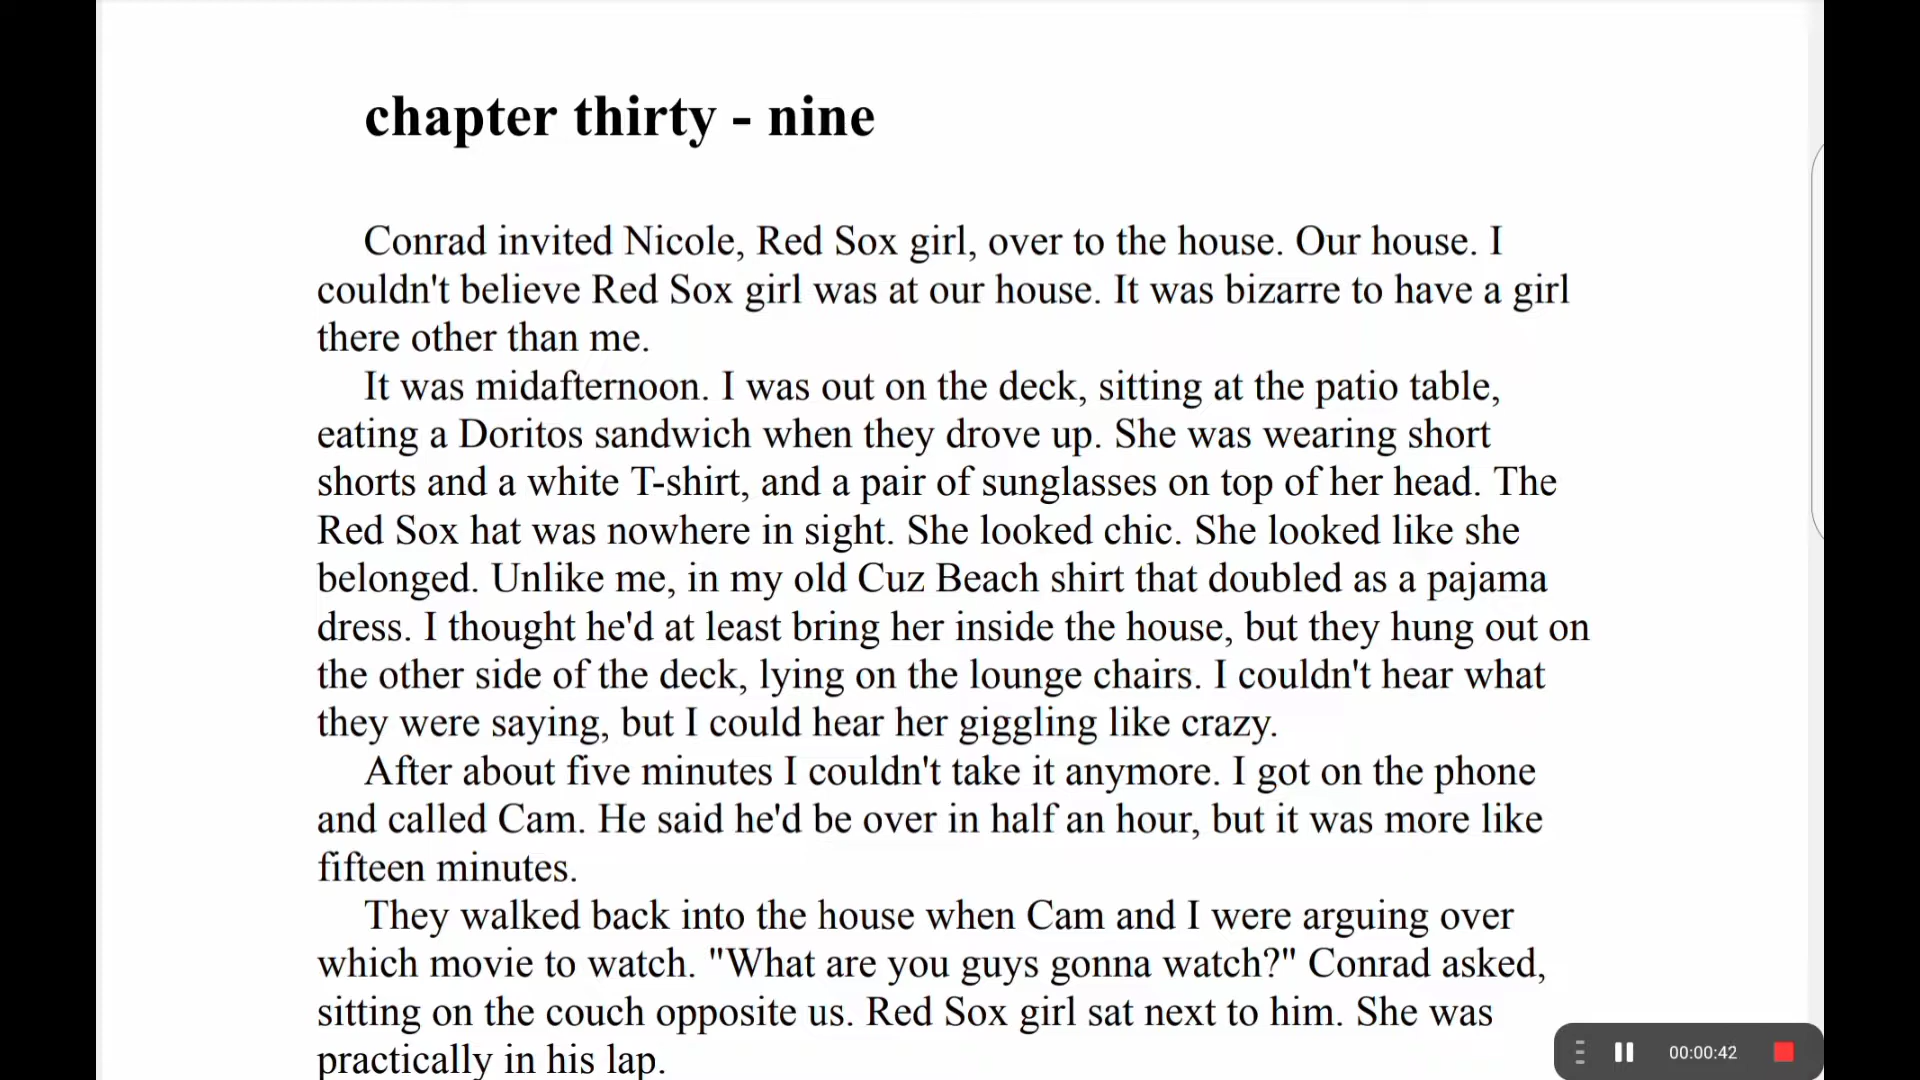 chapter thirty - nine
Conrad invited Nicole, Red Sox girl, over to the house. Our house. I
couldn't believe Red Sox girl was at our house. It was bizarre to have a girl
there other than me.
It was midafternoon. I was out on the deck, sitting at the patio table,
eating a Doritos sandwich when they drove up. She was wearing short
shorts and a white T-shirt, and a pair of sunglasses on top of her head. The
Red Sox hat was nowhere in sight. She looked chic. She looked like she
belonged. Unlike me, in my old Cuz Beach shirt that doubled as a pajama
dress. I thought he'd at least bring her inside the house, but they hung out on
the other side of the deck, lying on the lounge chairs. I couldn't hear what
they were saying, but I could hear her giggling like crazy.
After about five minutes I couldn't take it anymore. I got on the phone
and called Cam. He said he'd be over in half an hour, but it was more like
fifteen minutes.
They walked back into the house when Cam and I were arguing over
which movie to watch. "What are you guys gonna watch?" Conrad asked,
sitting on the couch opposite us. Red Sox girl sat next to him. She was
practically in his lap.
00:00:42